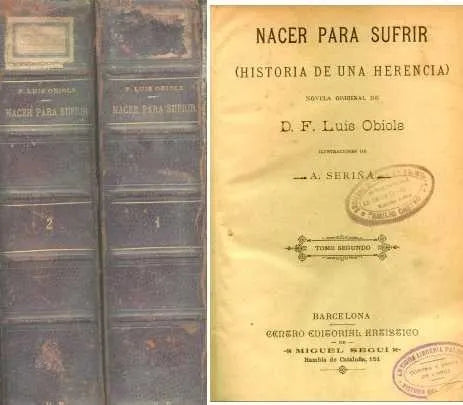 F. LUIS OBIOLS
NACER PARA SUFRIR
2
F. LUIS OBIOLS
NACER PARA SUFRIR
1
NACER PARA SUFRIR
(HISTORIA DE UNA HERENCIA)
NOVELA ORIGINAL DE
D. F. Luis Obiols
ILUSTRACIONES DE
A. SERIÑA
TOMO SEGUNDO
BARCELONA
CENTRO EDITORIAL ARTÍSTICO
DE
MIGUEL SEGUÍ
Rambla de Cataluña, 151